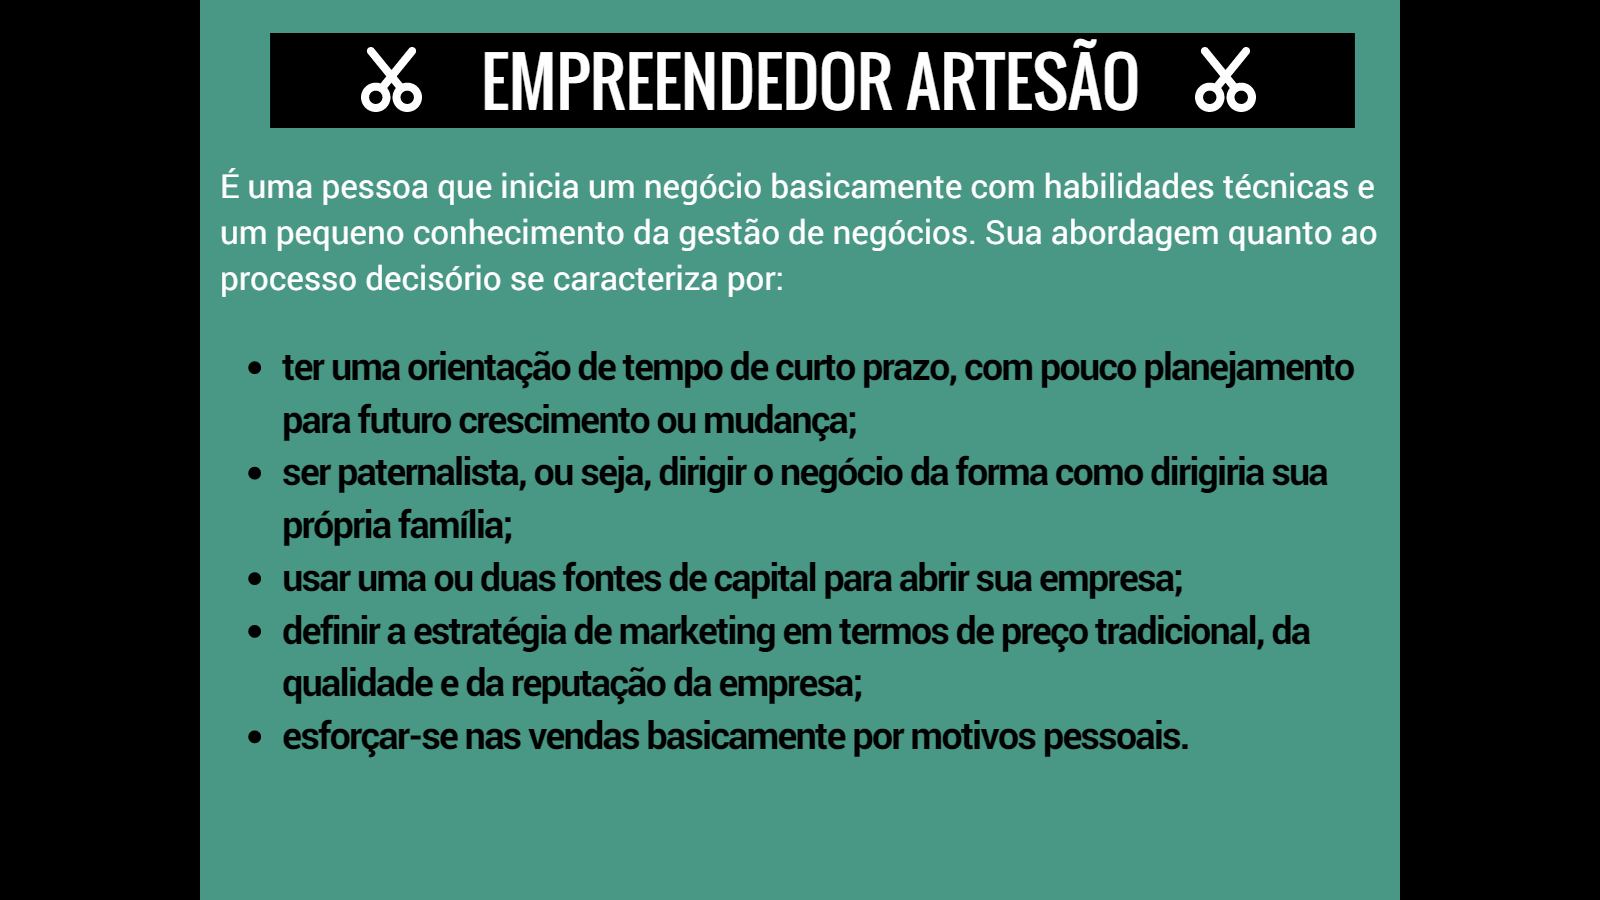 EMPREENDEDOR ARTESÃO
É uma pessoa que inicia um negócio basicamente com habilidades técnicas e
um pequeno conhecimento da gestão de negócios. Sua abordagem quanto ao
processo decisório se caracteriza por:
• ter uma orientação de tempo de curto prazo, com pouco planejamento
para futuro crescimento ou mudança;
• ser paternalista, ou seja, dirigir o negócio da forma como dirigiria sua
própria família;
• usar uma ou duas fontes de capital para abrir sua empresa;
• definir a estratégia de marketing em termos de preço tradicional, da
qualidade e da reputação da empresa;
• esforçar-se nas vendas basicamente por motivos pessoais.